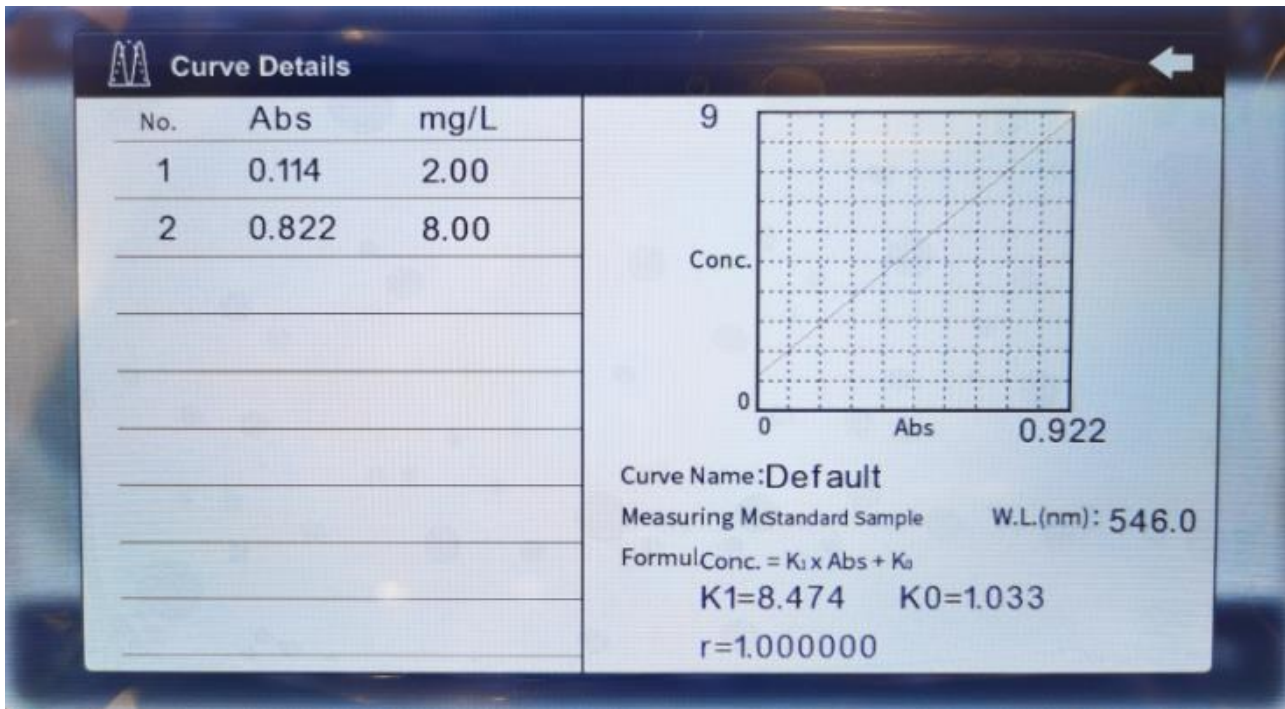 Curve Details
No. Abs mg/L
1 0.114 2.00
2 0.822 8.00
9
Conc.
0
0 Abs 0.922
Curve Name:Default
Measuring McStandard Sample W.L.(nm): 546.0
FormulConc. = K₁ x Abs + K₀
K1=8.474 K0=1.033
r=1.000000